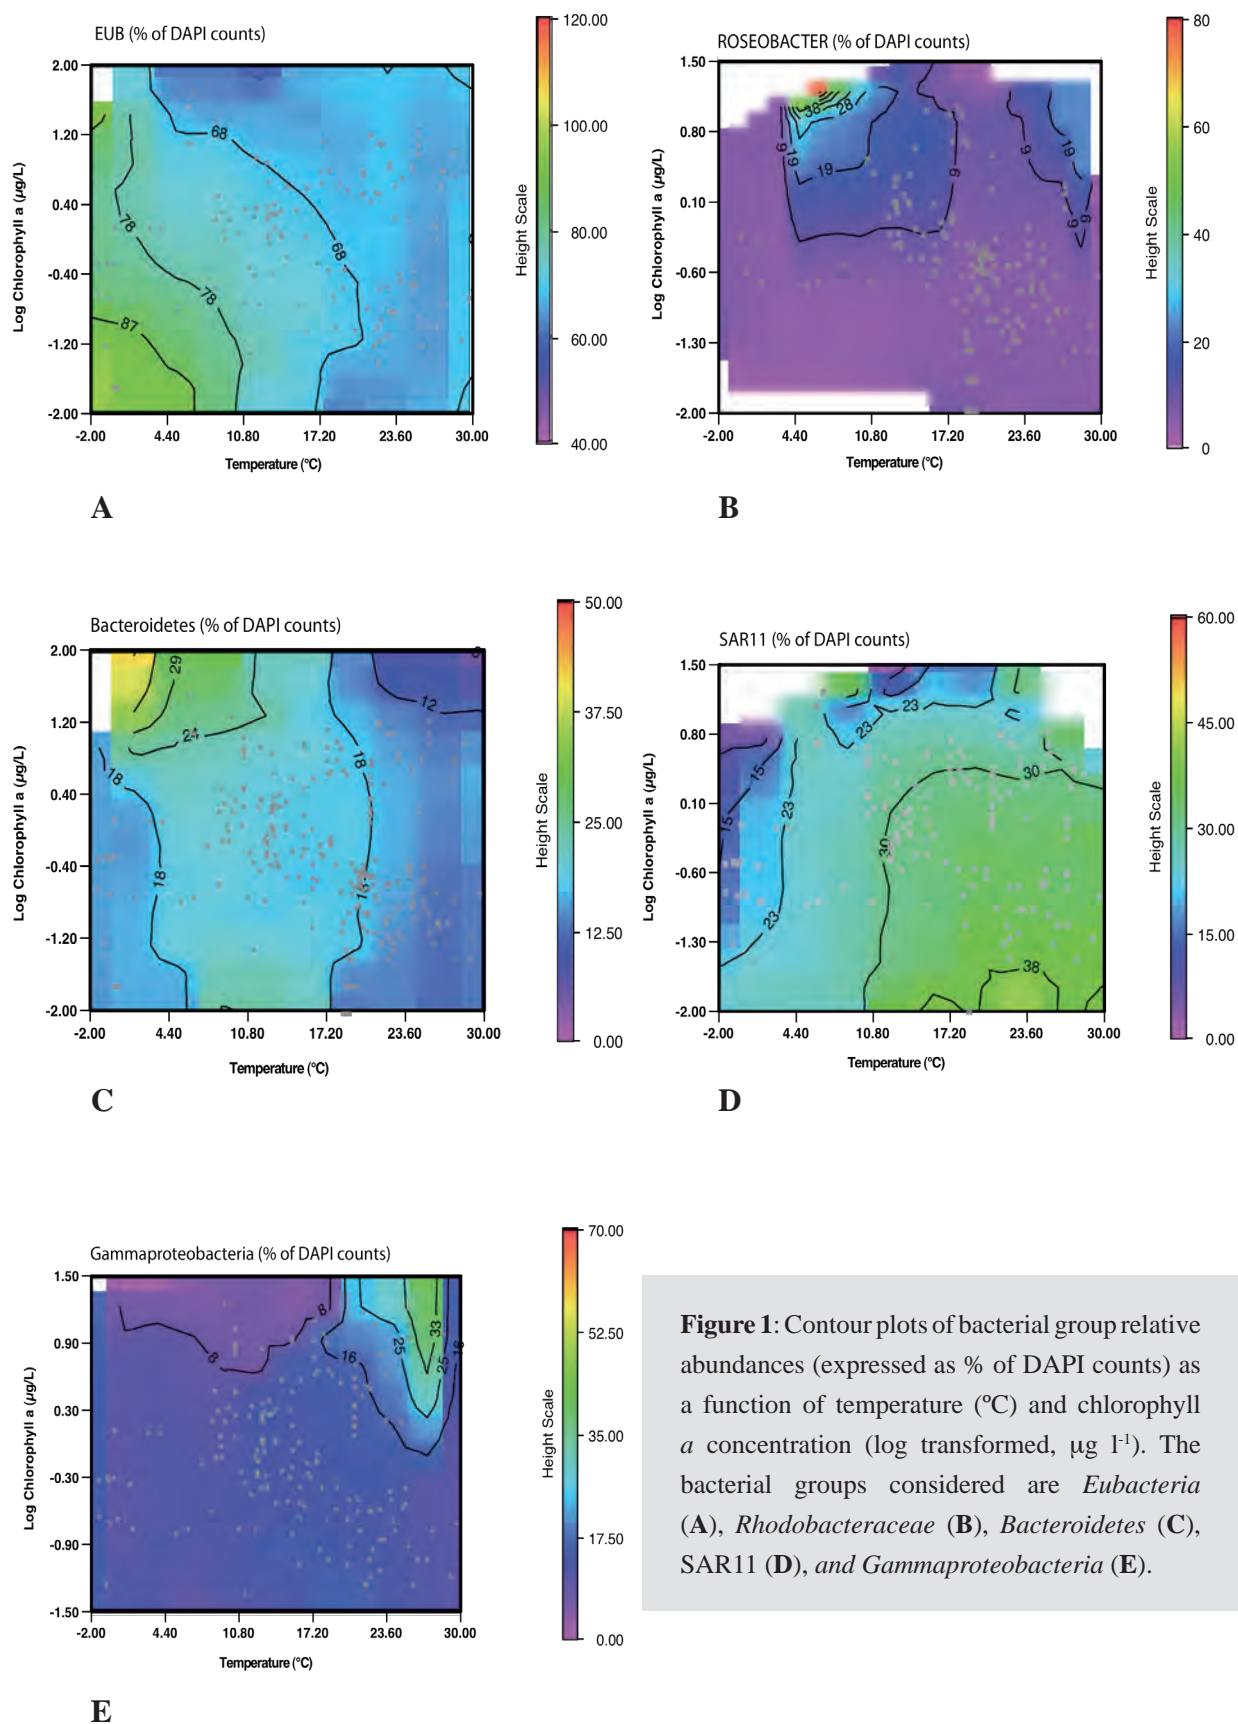 EUB (% of DAPI counts)
2.00
1.20
0.40
-0.40
-1.20
-2.00
Log Chlorophyll a (µg/L)
68
68
78
78
87
-2.00 4.40 10.80 17.20 23.60 30.00
Temperature (°C)
Height Scale
120.00
100.00
80.00
60.00
40.00
A
ROSEOBACTER (% of DAPI counts)
1.50
0.80
0.10
-0.60
-1.30
-2.00
Log Chlorophyll a (µg/L)
38
28
19
19
9
9
9
19
9
9
-2.00 4.40 10.80 17.20 23.60 30.00
Temperature (°C)
Height Scale
80
60
40
20
0
B
Bacteroidetes (% of DAPI counts)
2.00
1.20
0.40
-0.40
-1.20
-2.00
Log Chlorophyll a (µg/L)
29
24
18
18
18
18
12
-2.00 4.40 10.80 17.20 23.60 30.00
Temperature (°C)
Height Scale
50.00
37.50
25.00
12.50
0.00
C
SAR11 (% of DAPI counts)
1.50
0.80
0.10
-0.60
-1.30
-2.00
Log Chlorophyll a (µg/L)
15
15
23
23
23
23
30
30
38
-2.00 4.40 10.80 17.20 23.60 30.00
Temperature (°C)
Height Scale
60.00
45.00
30.00
15.00
0.00
D
Gammaproteobacteria (% of DAPI counts)
1.50
0.90
0.30
-0.30
-0.90
-1.50
Log Chlorophyll a (µg/L)
8
8
16
25
33
25
16
-2.00 4.40 10.80 17.20 23.60 30.00
Temperature (°C)
Height Scale
70.00
52.50
35.00
17.50
0.00
E
Figure 1: Contour plots of bacterial group relative
abundances (expressed as % of DAPI counts) as
a function of temperature (ºC) and chlorophyll
a concentration (log transformed, µg l-1). The
bacterial groups considered are Eubacteria
(A), Rhodobacteraceae (B), Bacteroidetes (C),
SAR11 (D), and Gammaproteobacteria (E).